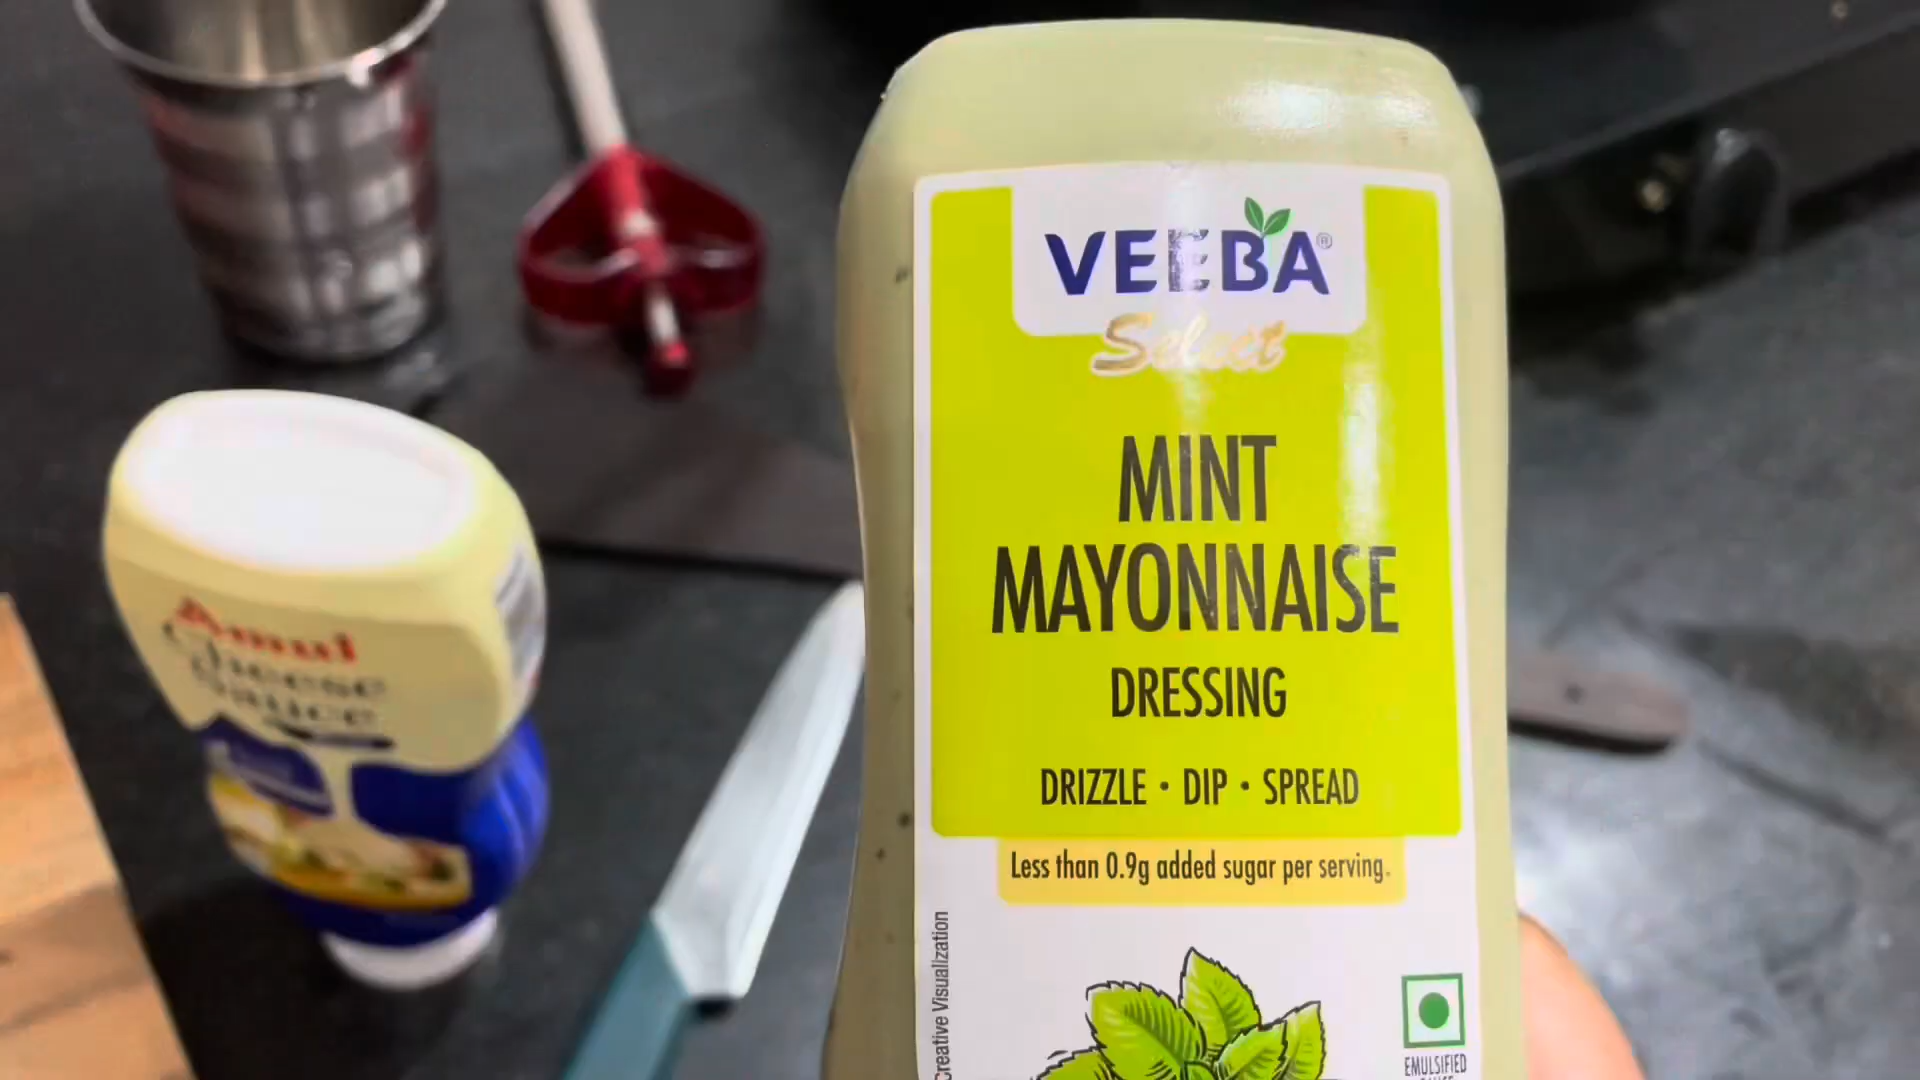 VEEBA®
Select
MINT
MAYONNAISE
DRESSING
DRIZZLE • DIP • SPREAD
Less than 0.9g added sugar per serving.
Creative Visualization
EMULSIFIED
Amul
Cheese
Sauce